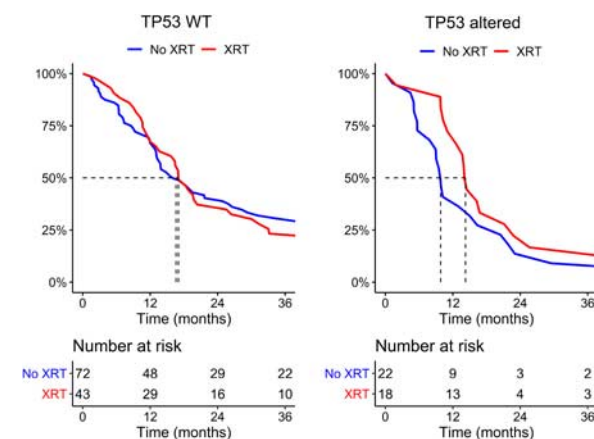 TP53 WT
No XRT XRT
100%
75%
50%
25%
0%
0 12 24 36
Time (months)
Number at risk
No XRT 72 48 29 22
XRT 43 29 16 10
0 12 24 36
Time (months)
TP53 altered
No XRT XRT
100%
75%
50%
25%
0%
0 12 24 36
Time (months)
Number at risk
No XRT 22 9 3 2
XRT 18 13 4 3
0 12 24 36
Time (months)